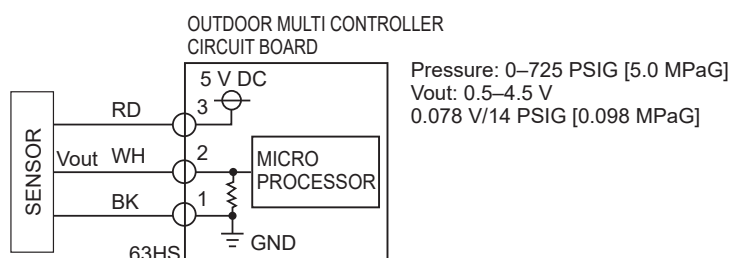 OUTDOOR MULTI CONTROLLER
CIRCUIT BOARD
Pressure: 0–725 PSIG [5.0 MPaG]
Vout: 0.5–4.5 V
0.078 V/14 PSIG [0.098 MPaG]
5 V DC
SENSOR
RD
3
Vout WH
2
MICRO
PROCESSOR
BK
1
GND
63HS